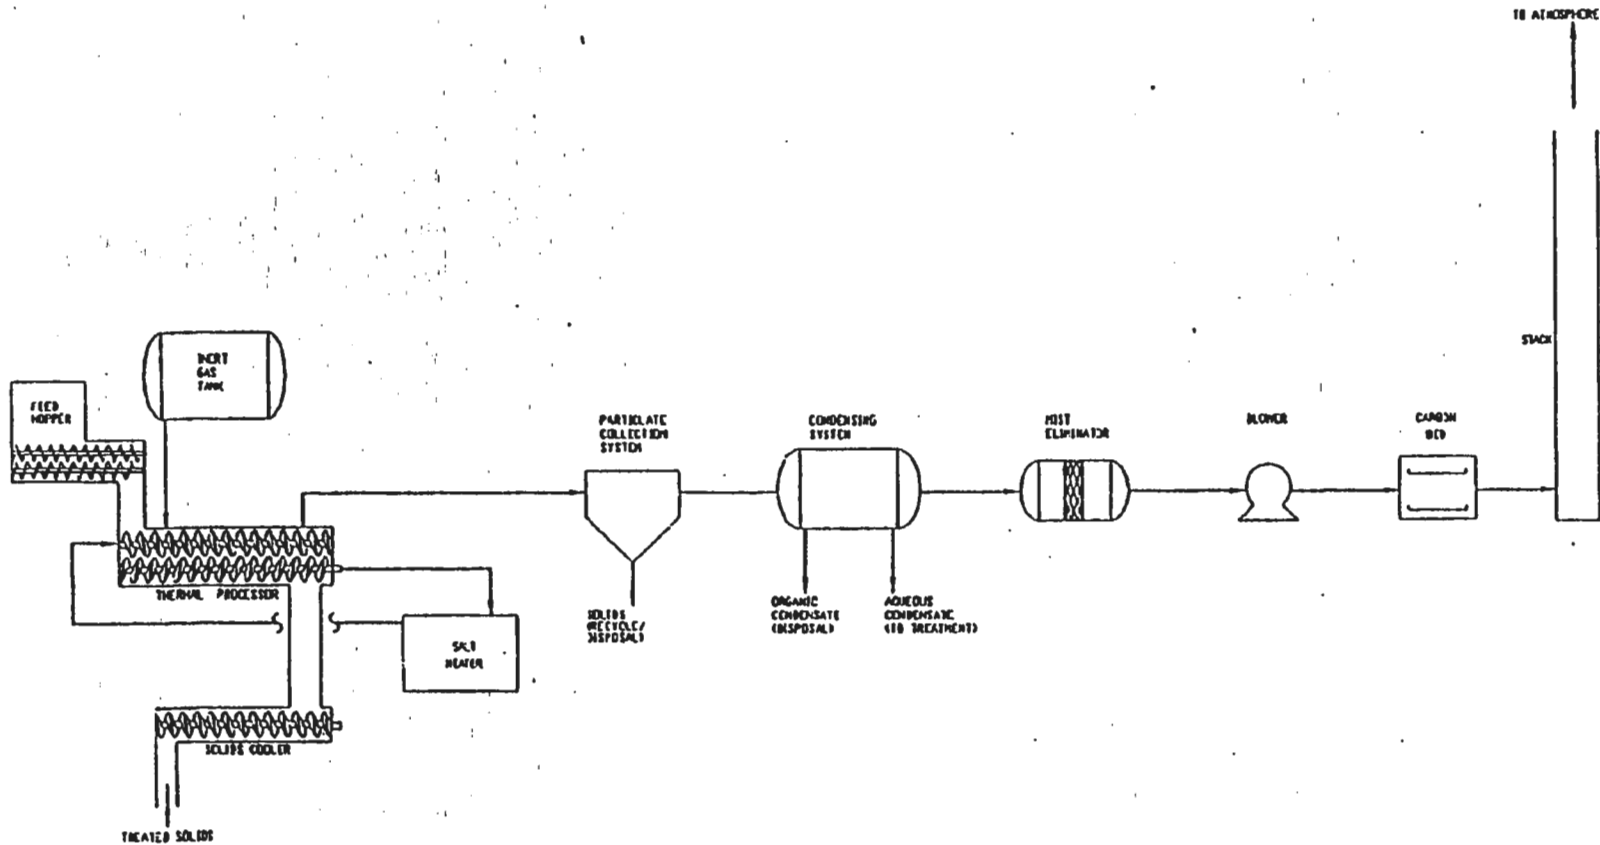 TO ATMOSPHERE
STACK
INERT
GAS
TANK
FEED
HOPPER
PARTICLATE
COLLECTION
SYSTEM
CONDENSING
SYSTEM
MIST
ELIMINATOR
BLOWER
CARBON
BED
THERMAL PROCESSOR
SALT
HEATER
SOLIDS
(RECYCLE/
DISPOSAL)
ORGANIC
CONDENSATE
(DISPOSAL)
AQUEOUS
CONDENSATE
(TO TREATMENT)
SOLIDS COOLER
TREATED SOLIDS